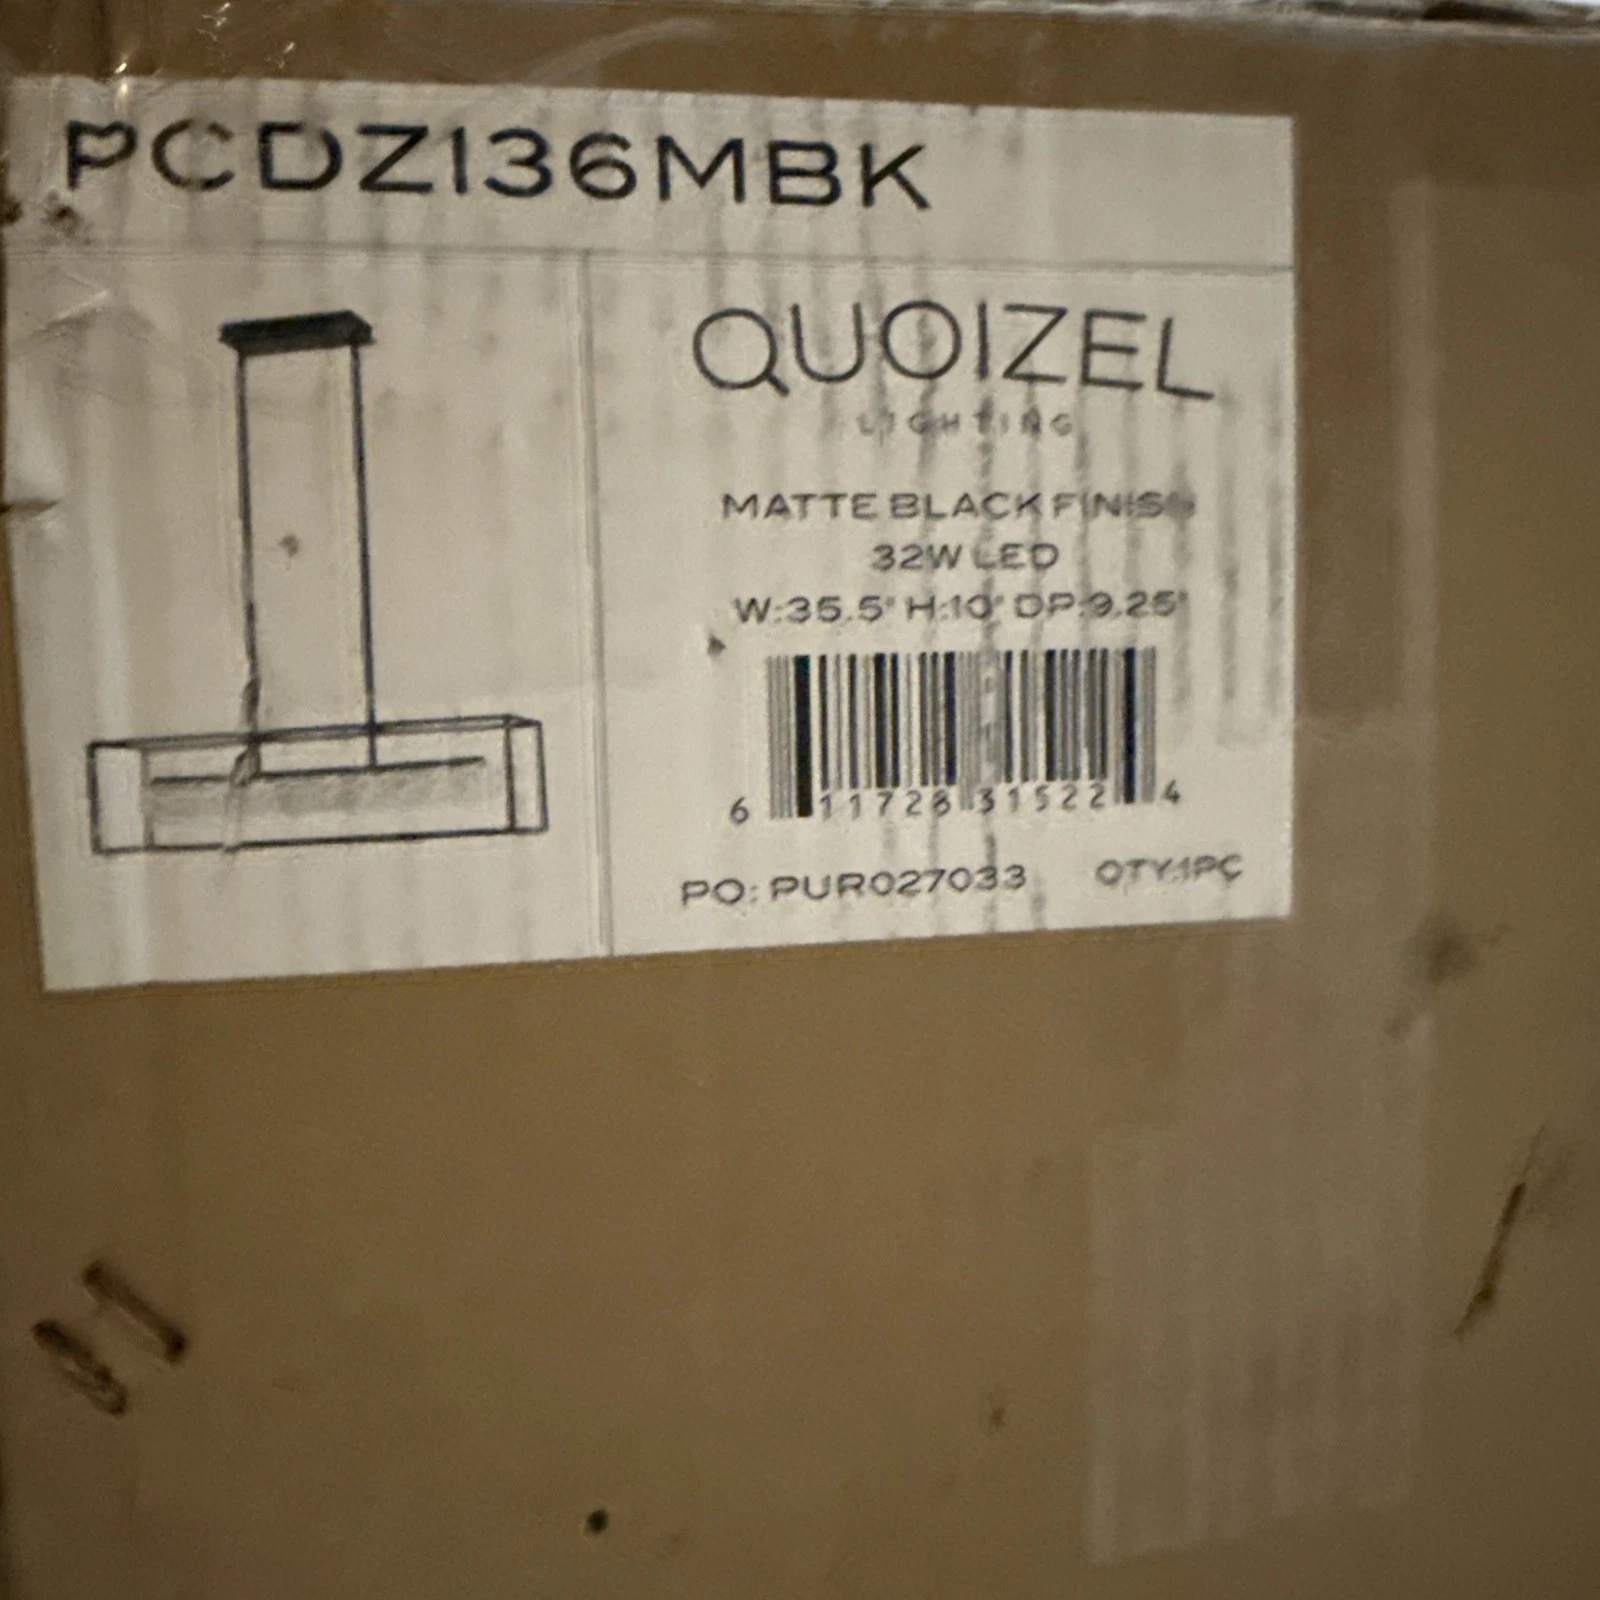 PCDZ136MBK
QUOIZEL
LIGHTING
MATTE BLACK FINISH
32W LED
W:35.5" H:10" DP:9.25"
6 11728 31522 4
PO: PUR027033 QTY:1PC